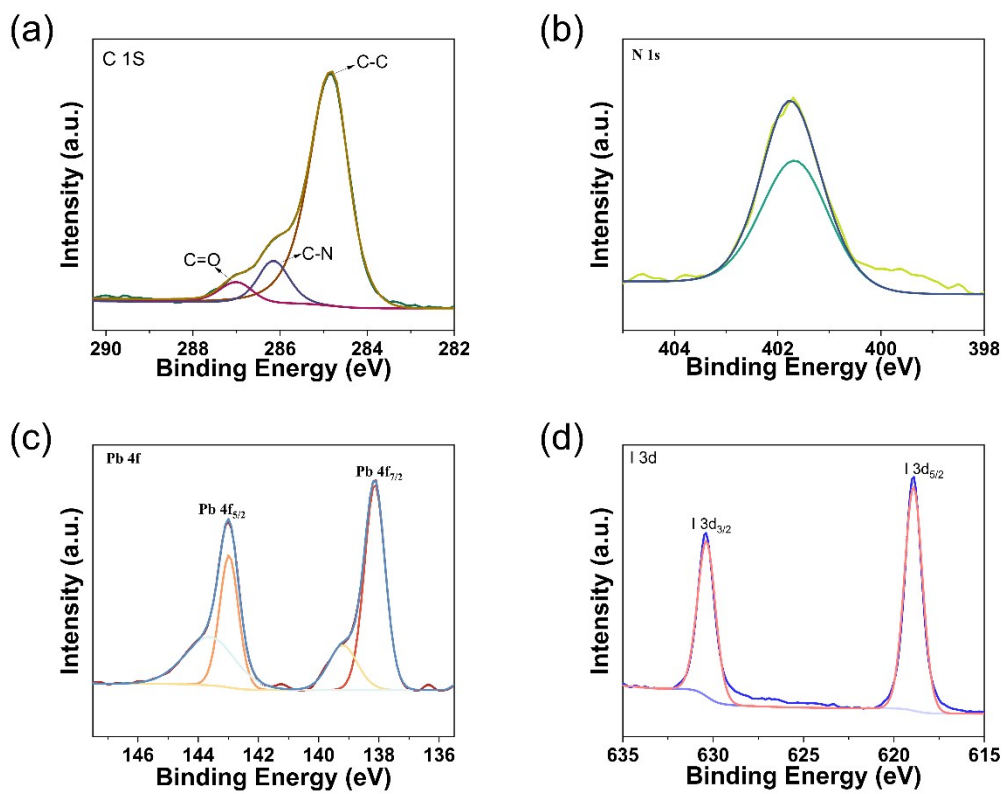 (a)
C 1S
C-C
C=O
C-N
Intensity (a.u.)
290 288 286 284 282
Binding Energy (eV)
(b)
N 1s
Intensity (a.u.)
404 402 400 398
Binding Energy (eV)
(c)
Pb 4f
Pb 4f7/2
Pb 4f5/2
Intensity (a.u.)
146 144 142 140 138 136
Binding Energy (eV)
(d)
I 3d
I 3d5/2
I 3d3/2
Intensity (a.u.)
635 630 625 620 615
Binding Energy (eV)